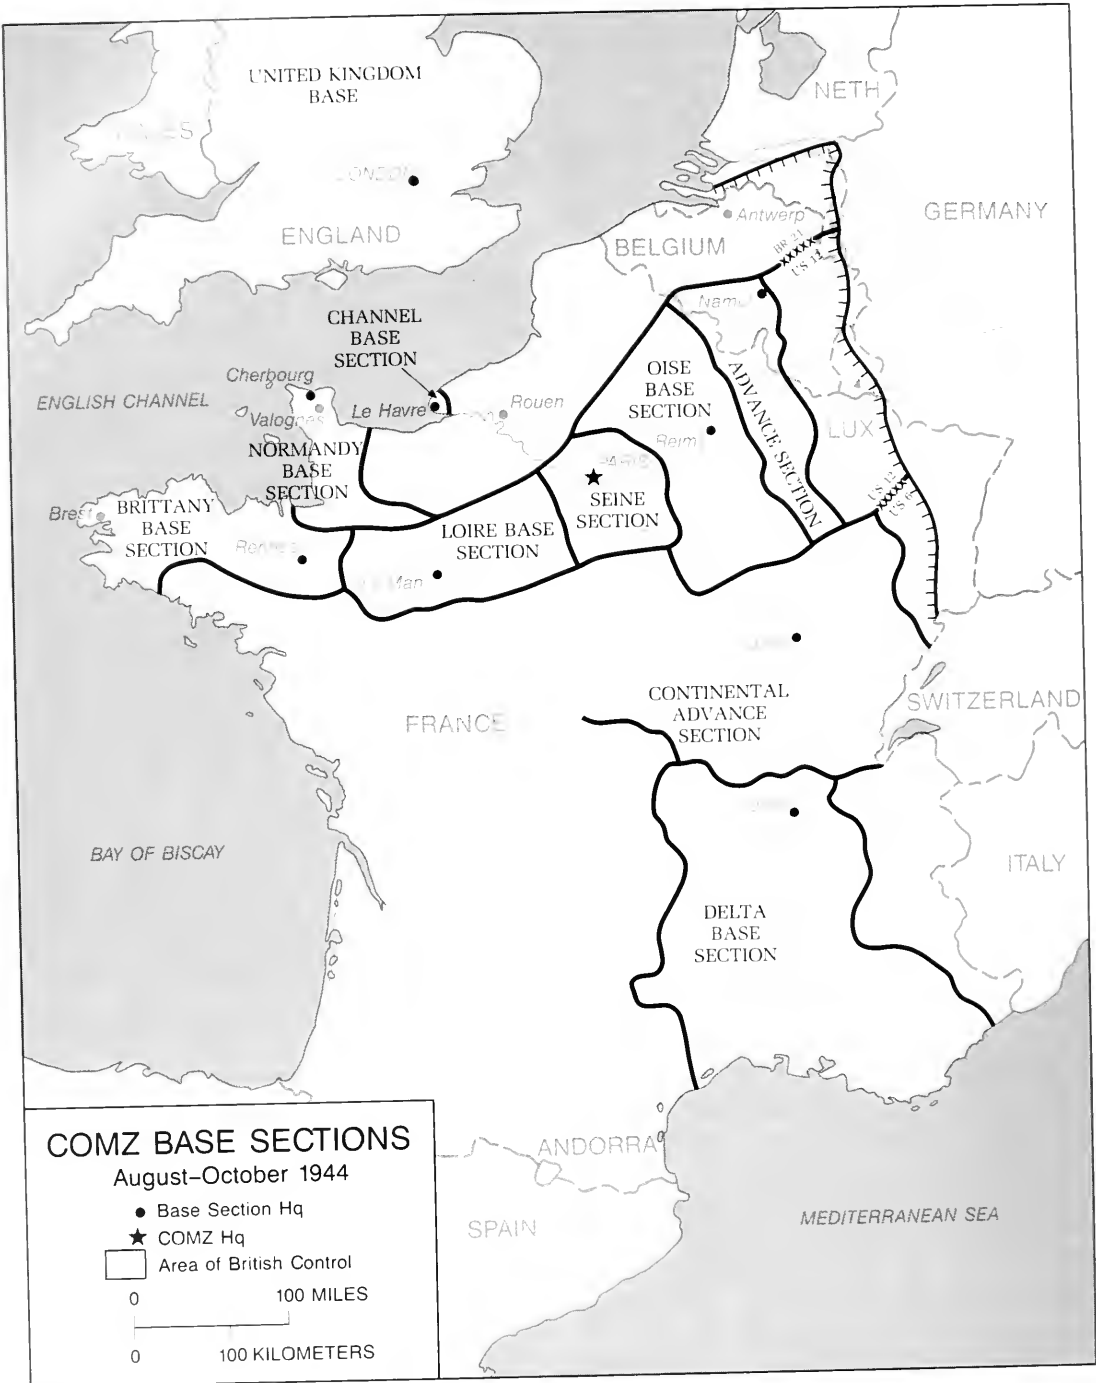 UNITED KINGDOM
BASE
NETH
GERMANY
ENGLAND
Antwerp
BELGIUM
BR 21
US 12
CHANNEL
BASE
SECTION
Cherbourg
ENGLISH CHANNEL
Le Havre
Rouen
OISE
BASE
SECTION
ADVANCE SECTION
LUX
NORMANDY
BASE
SECTION
US 12
US 6
SEINE
SECTION
Brest
BRITTANY
BASE
SECTION
LOIRE BASE
SECTION
Man
CONTINENTAL
ADVANCE
SECTION
SWITZERLAND
FRANCE
BAY OF BISCAY
ITALY
DELTA
BASE
SECTION
ANDORRA
SPAIN
MEDITERRANEAN SEA
COMZ BASE SECTIONS
August–October 1944
Base Section Hq
COMZ Hq
Area of British Control
0 100 MILES
0 100 KILOMETERS